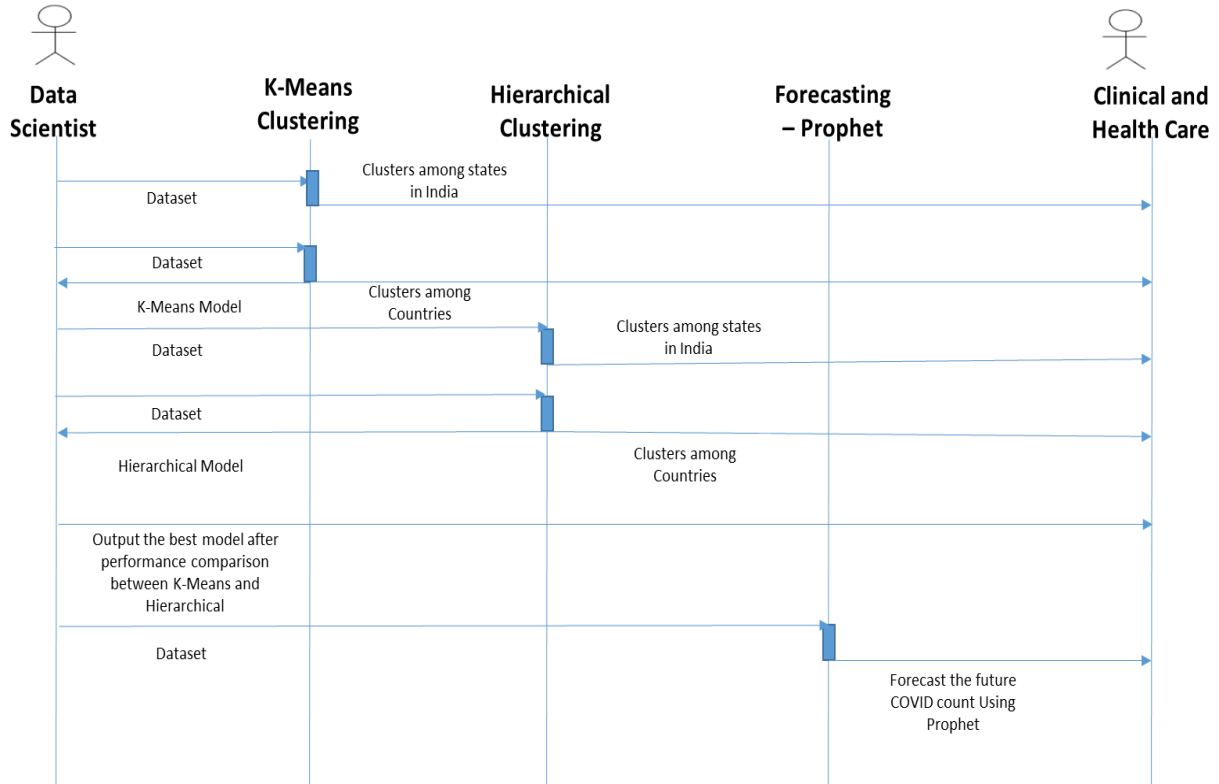 Data
Scientist
K-Means
Clustering
Hierarchical
Clustering
Forecasting
– Prophet
Clinical and
Health Care
Clusters among states
in India
Dataset
Dataset
K-Means Model
Clusters among
Countries
Clusters among states
in India
Dataset
Dataset
Hierarchical Model
Clusters among
Countries
Output the best model after
performance comparison
between K-Means and
Hierarchical
Dataset
Forecast the future
COVID count Using
Prophet